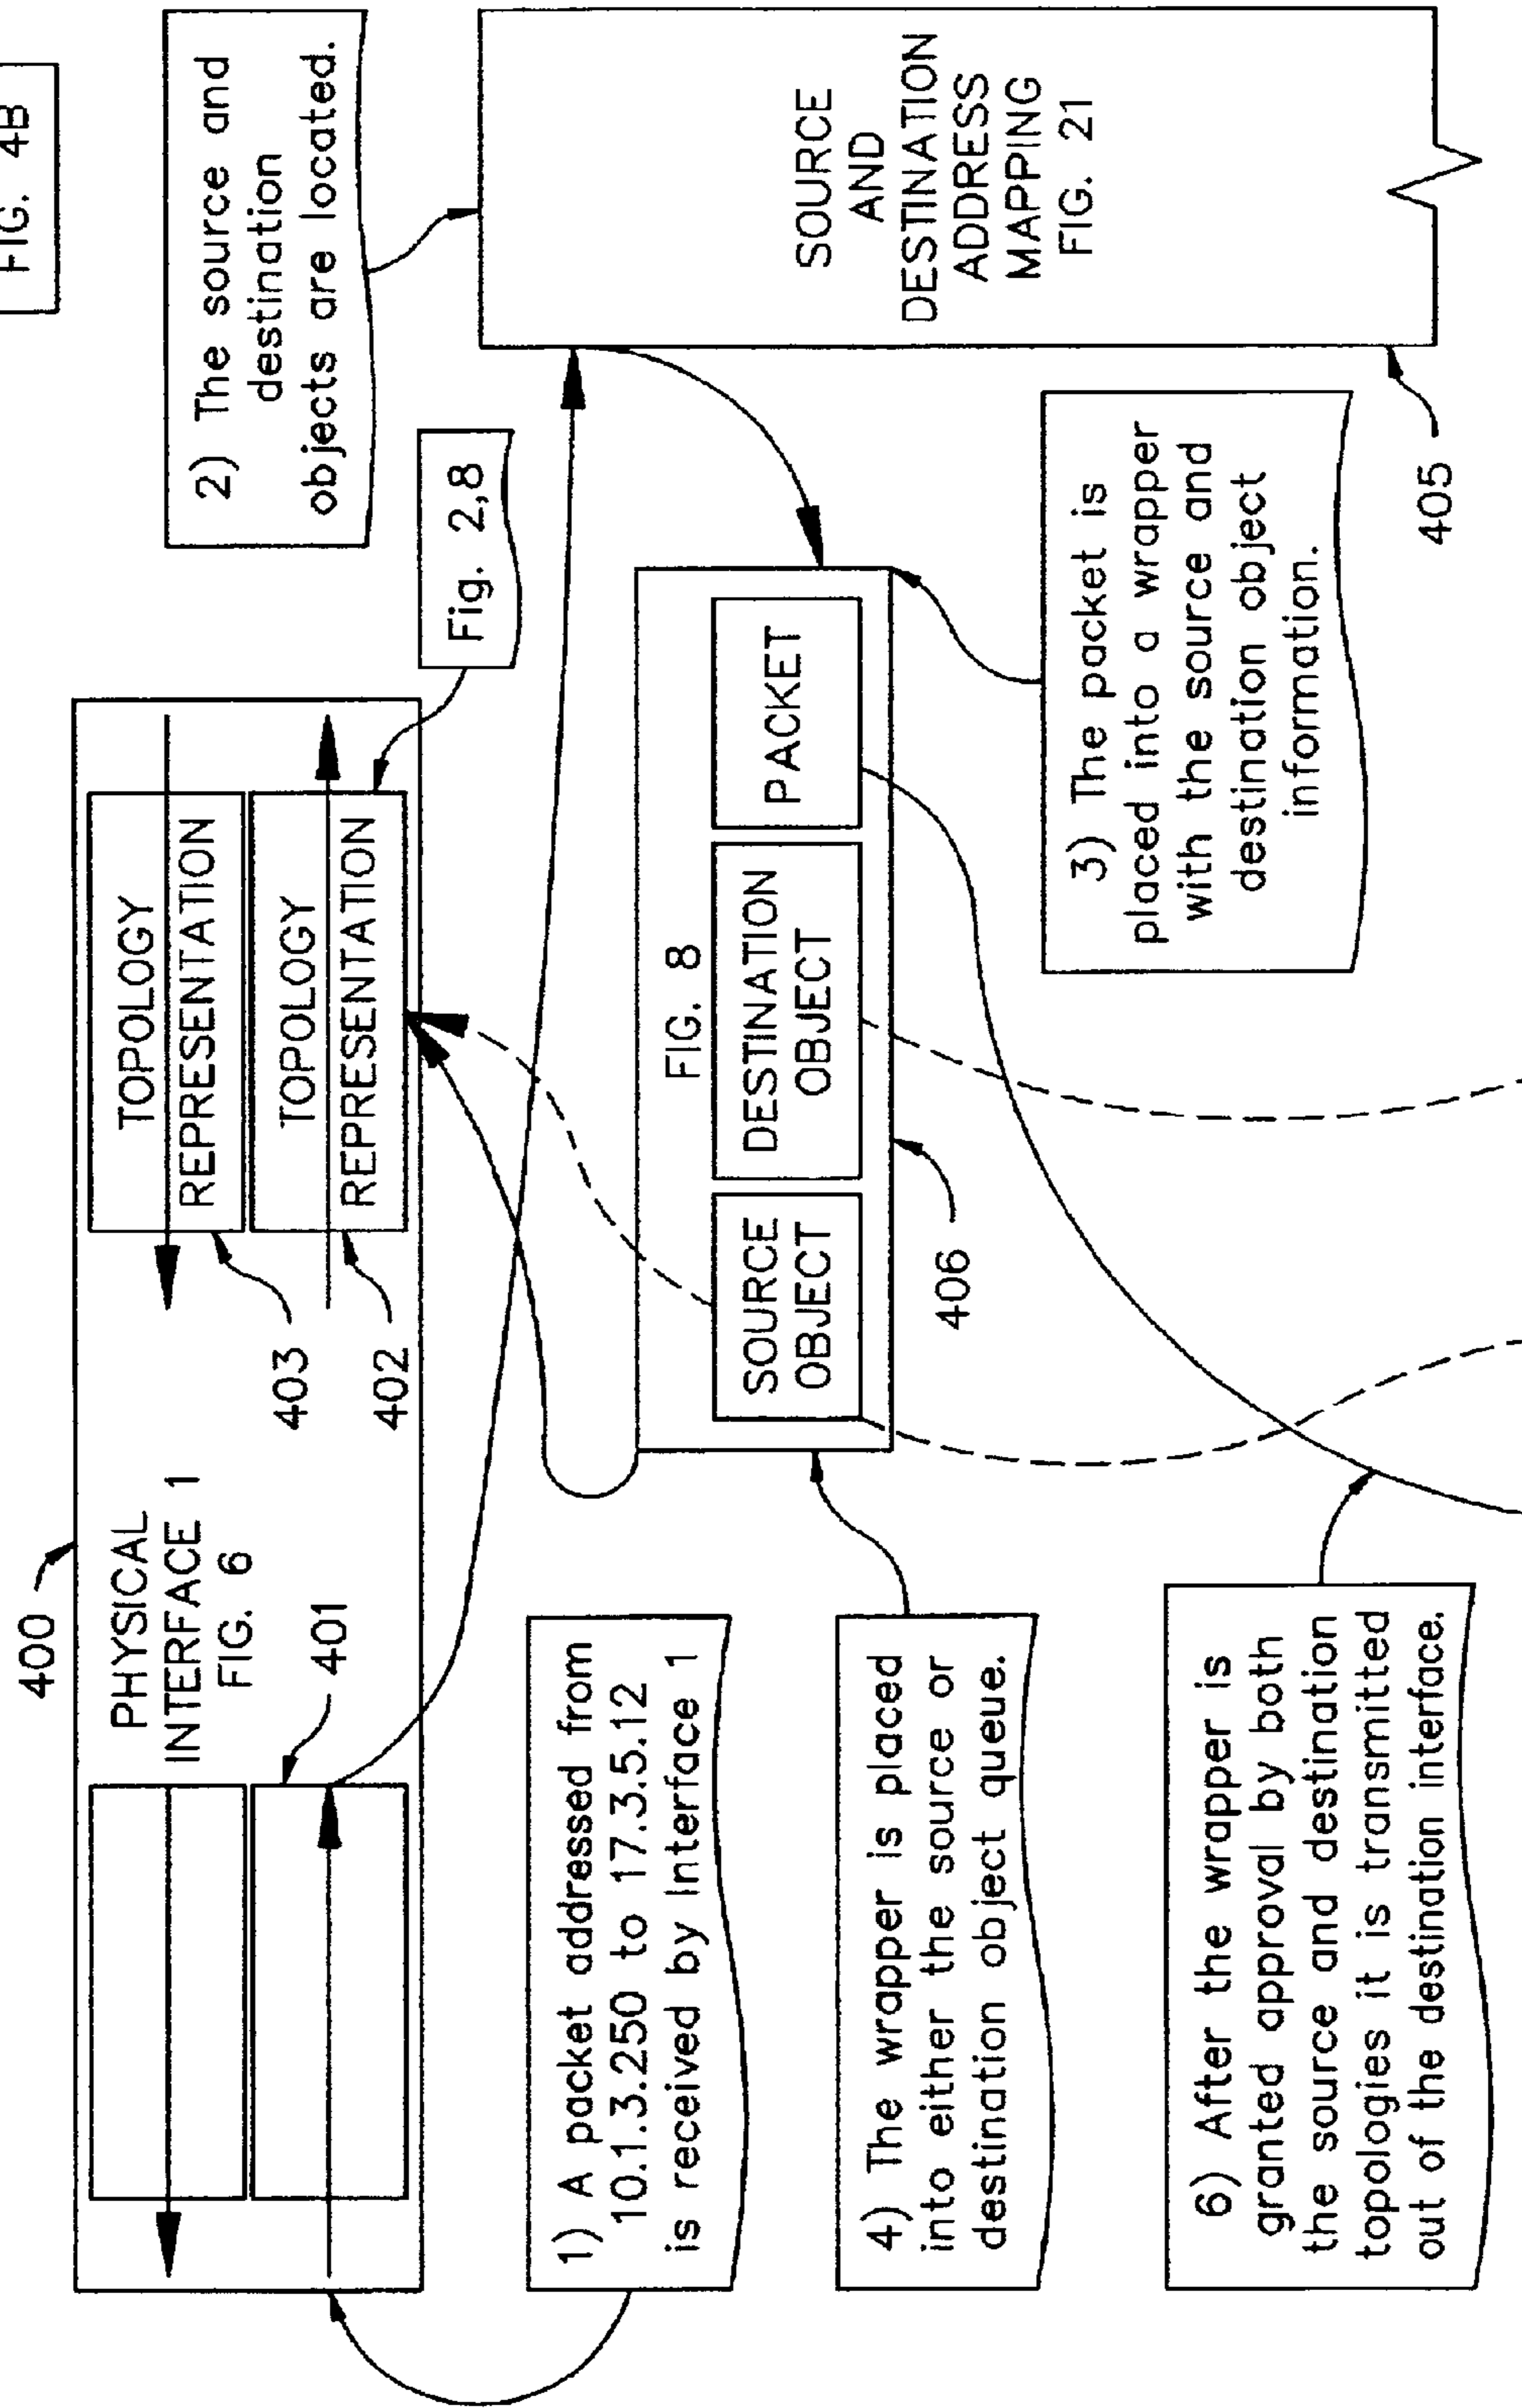 FIG. 4B
400
PHYSICAL
INTERFACE 1
FIG. 6
401
TOPOLOGY
REPRESENTATION
TOPOLOGY
REPRESENTATION
403
402
Fig. 2,8
2) The source and
destination
objects are located.
1) A packet addressed from
10.1.3.250 to 17.3.5.12
is received by Interface 1
FIG. 8
SOURCE
OBJECT
DESTINATION
OBJECT
PACKET
406
SOURCE
AND
DESTINATION
ADDRESS
MAPPING
FIG. 21
405
4) The wrapper is placed
into either the source or
destination object queue.
3) The packet is
placed into a wrapper
with the source and
destination object
information.
6) After the wrapper is
granted approval by both
the source and destination
topologies it is transmitted
out of the destination interface.